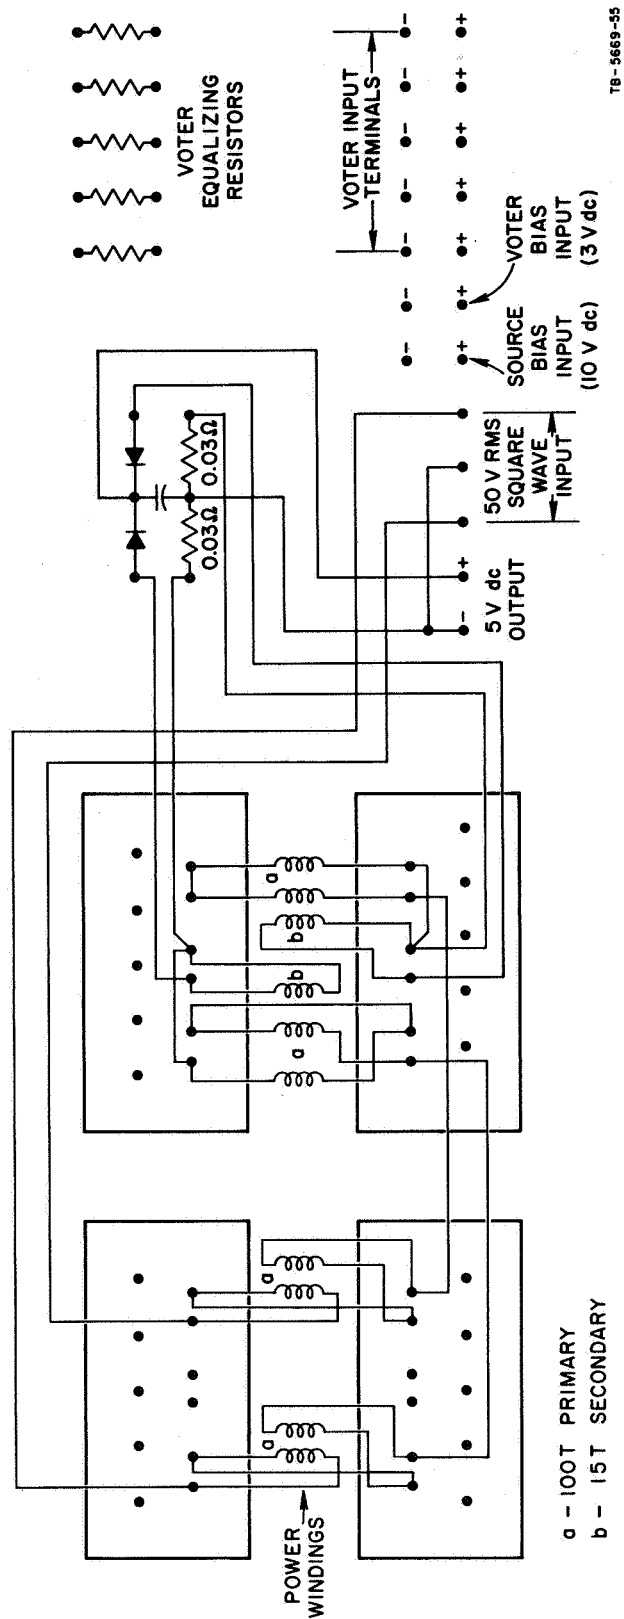 VOTER
EQUALIZING
RESISTORS
VOTER INPUT
TERMINALS
- - - - - - -
+ + + + + + +
VOTER
BIAS
INPUT
(3 V dc)
SOURCE
BIAS
INPUT
(10 V dc)
0.03Ω
0.03Ω
50 V RMS
SQUARE
WAVE
INPUT
+
-
5 V dc
OUTPUT
a
b
b
a
a
a
POWER
WINDINGS
a – 100T PRIMARY
b – 15T SECONDARY
TB-5669-55